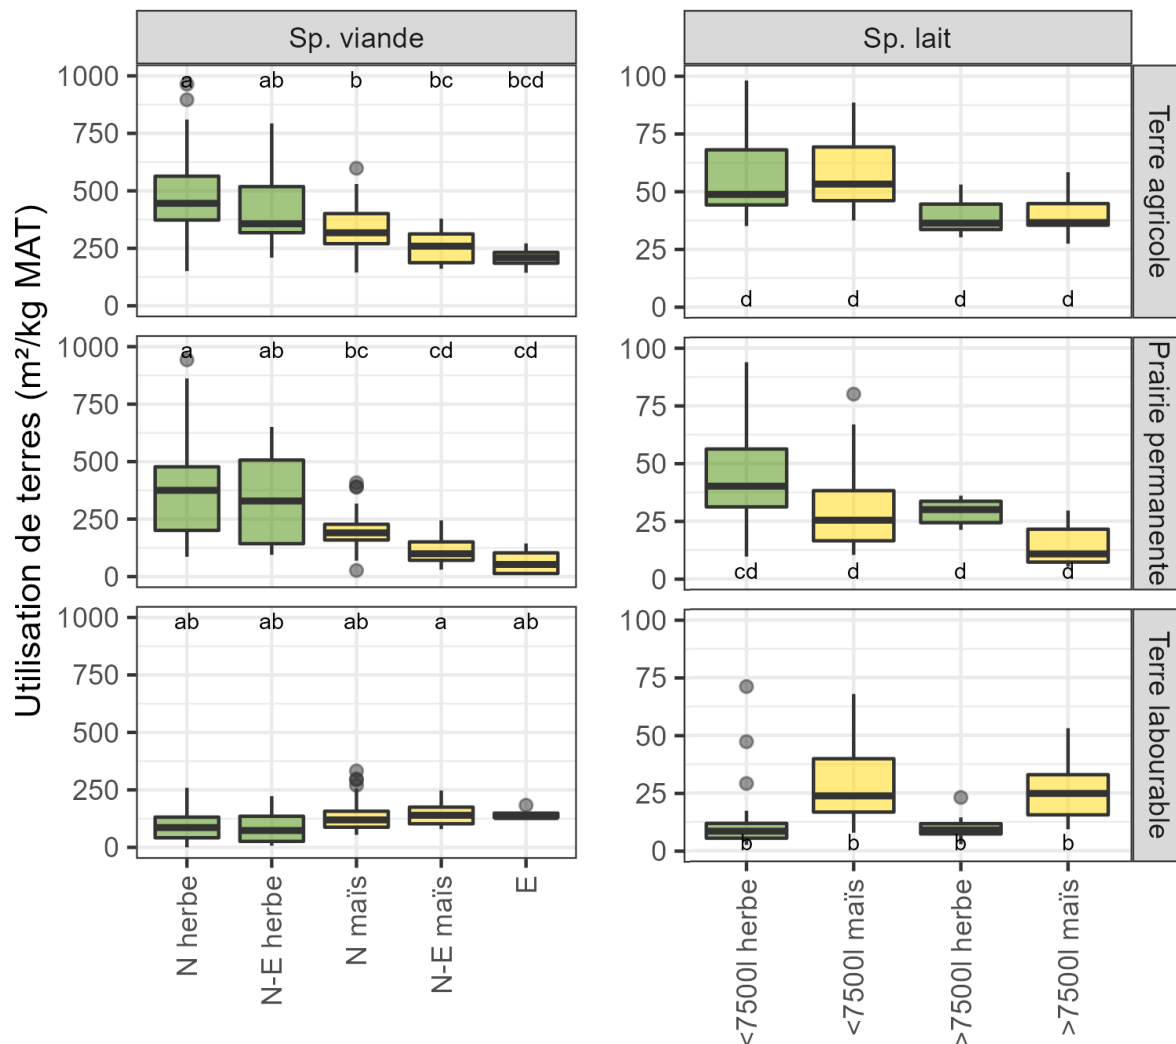 Sp. viande
Sp. lait
Utilisation de terres (m²/kg MAT)
1000
750
500
250
0
a
ab
b
bc
bcd
100
75
50
25
0
d
d
d
d
Terre agricole
1000
750
500
250
0
a
ab
bc
cd
cd
100
75
50
25
0
cd
d
d
d
Prairie permanente
1000
750
500
250
0
ab
ab
ab
a
ab
100
75
50
25
0
b
b
b
b
Terre labourable
N herbe
N-E herbe
N maïs
N-E maïs
E
<7500l herbe
<7500l maïs
>7500l herbe
>7500l maïs